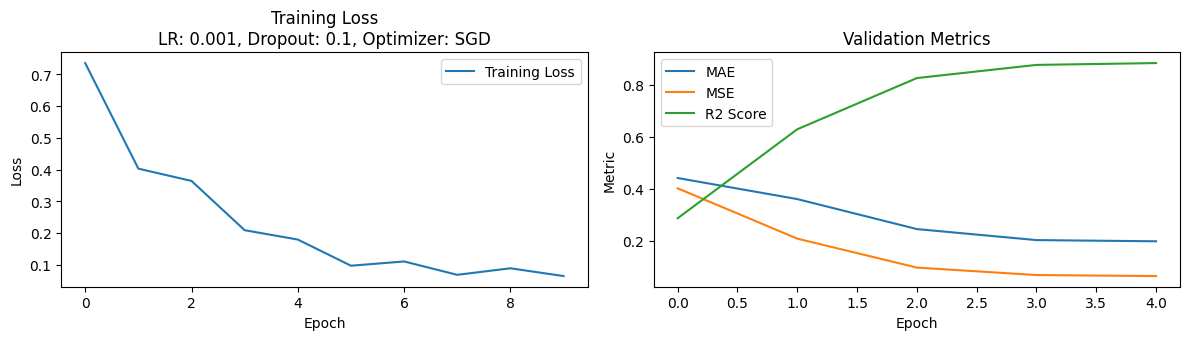 Training Loss
LR: 0.001, Dropout: 0.1, Optimizer: SGD
Training Loss
0.7
0.6
0.5
0.4
0.3
0.2
0.1
Loss
0
2
4
6
8
Epoch
Validation Metrics
MAE
MSE
R2 Score
0.8
0.6
0.4
0.2
Metric
0.0
0.5
1.0
1.5
2.0
2.5
3.0
3.5
4.0
Epoch